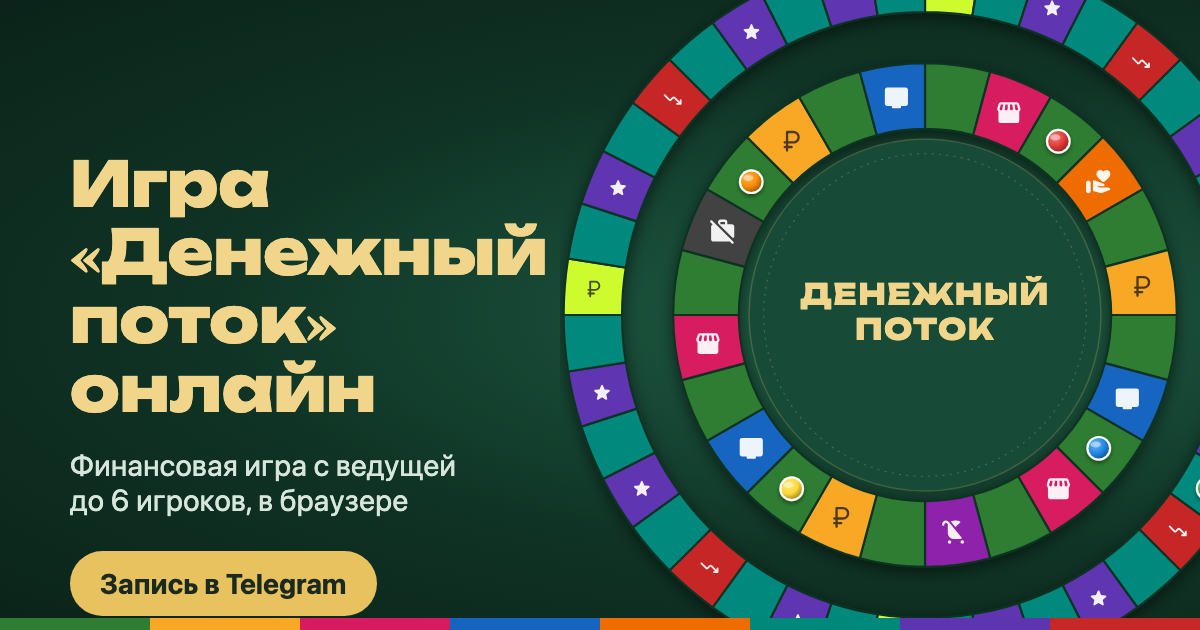 Игра
«Денежный
поток»
онлайн
Финансовая игра с ведущей
до 6 игроков, в браузере
Запись в Telegram
ДЕНЕЖНЫЙ
ПОТОК
₽
₽
₽
₽